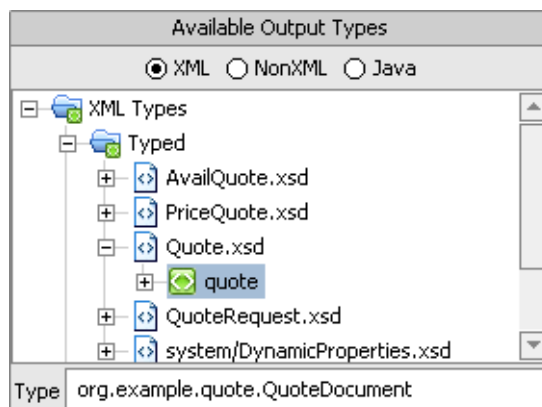 Available Output Types
XML NonXML Java
XML Types
Typed
AvailQuote.xsd
PriceQuote.xsd
Quote.xsd
quote
QuoteRequest.xsd
system/DynamicProperties.xsd
Type org.example.quote.QuoteDocument